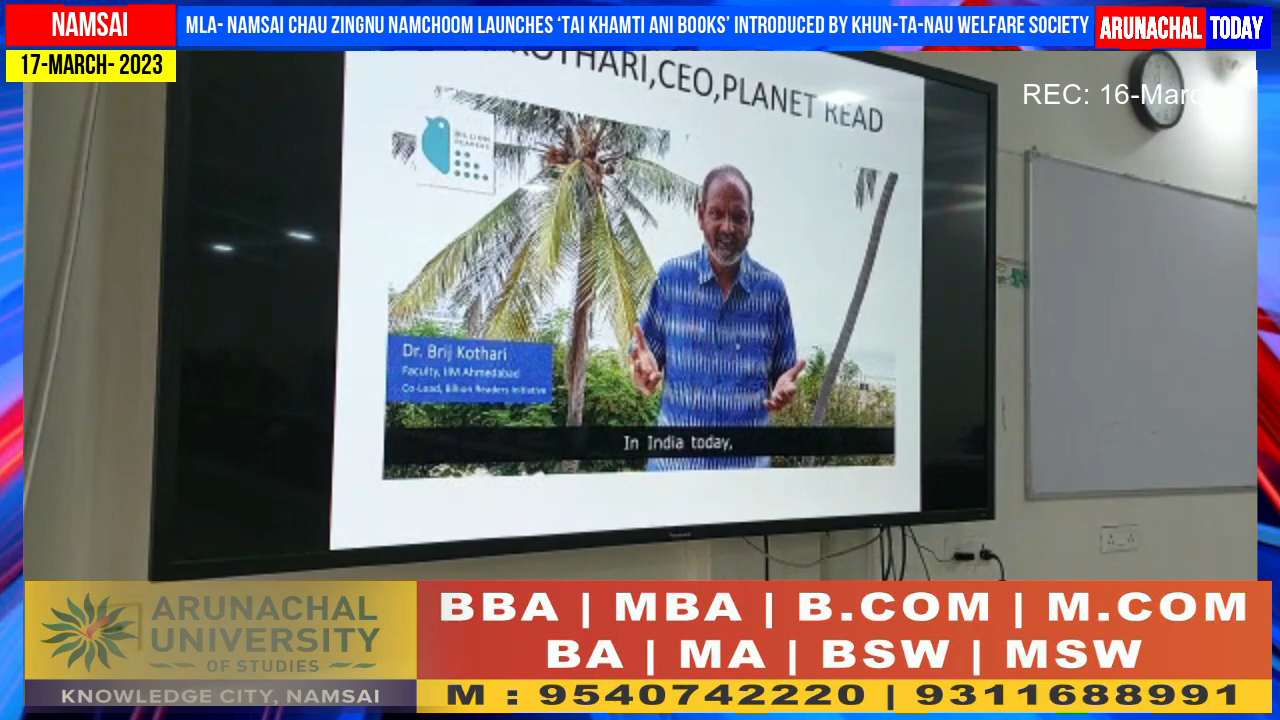 NAMSAI
MLA- NAMSAI CHAU ZINGNU NAMCHOOM LAUNCHES ‘TAI KHAMTI ANI BOOKS’ INTRODUCED BY KHUN-TA-NAU WELFARE SOCIETY
ARUNACHAL TODAY
17-MARCH- 2023
REC: 16-Marc
KOTHARI,CEO,PLANET READ
BILLION
READERS
Dr. Brij Kothari
Faculty, IIM Ahmedabad
Co-Lead, Billion Readers Initiative
In India today,
ARUNACHAL
UNIVERSITY
OF STUDIES
KNOWLEDGE CITY, NAMSAI
BBA | MBA | B.COM | M.COM
BA | MA | BSW | MSW
M : 9540742220 | 9311688991